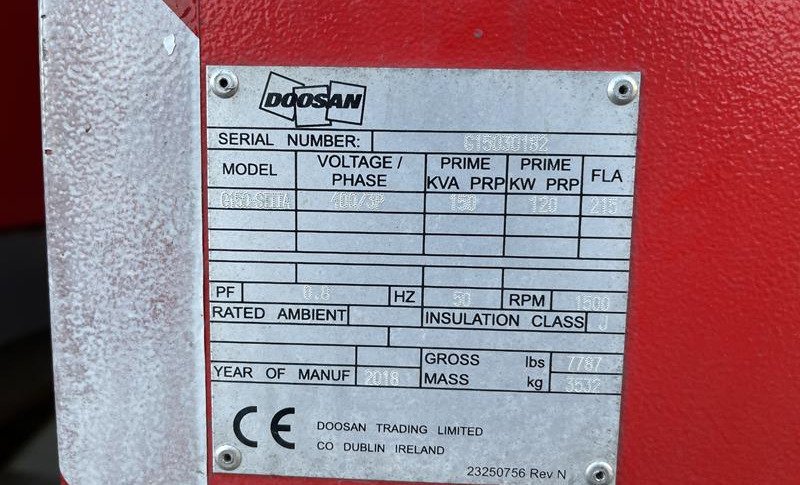 DOOSAN
SERIAL NUMBER: G15030182
MODEL VOLTAGE / PHASE PRIME KVA PRP PRIME KW PRP FLA
400/3P 150 120 215
PF 0.8 HZ 50 RPM 1500
RATED AMBIENT INSULATION CLASS J
GROSS MASS lbs 7787
YEAR OF MANUF 2018 kg 3532
CE DOOSAN TRADING LIMITED
CO DUBLIN IRELAND
23250756 Rev N